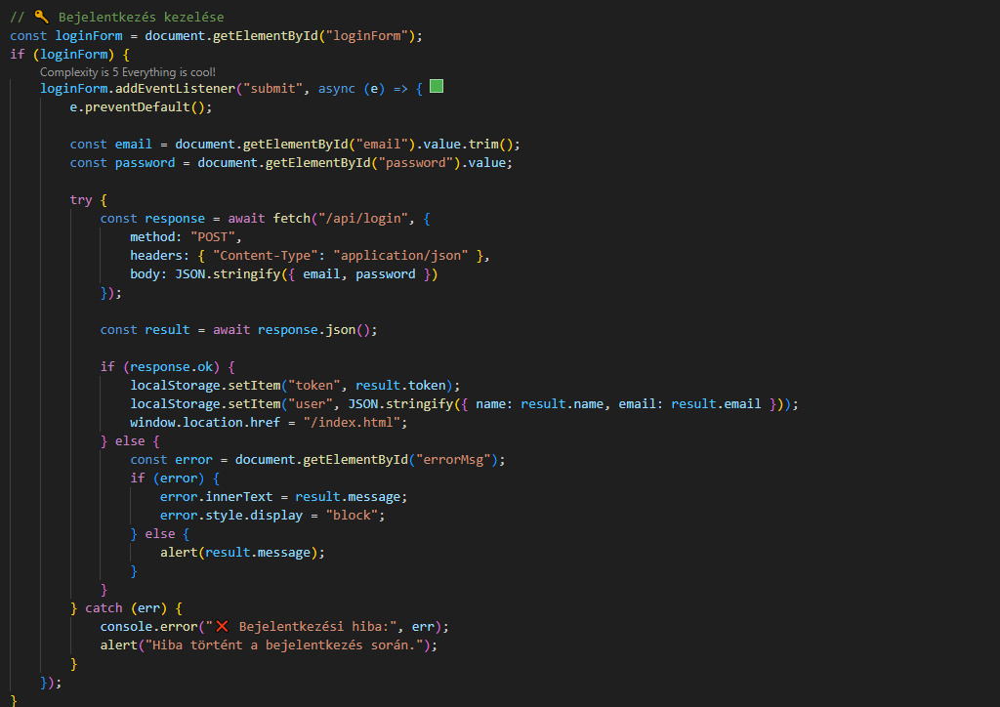 // 🔑 Bejelentkezés kezelése
const loginForm = document.getElementById("loginForm");
if (loginForm) {
Complexity is 5 Everything is cool!
    loginForm.addEventListener("submit", async (e) => { 🟩
        e.preventDefault();

        const email = document.getElementById("email").value.trim();
        const password = document.getElementById("password").value;

        try {
            const response = await fetch("/api/login", {
                method: "POST",
                headers: { "Content-Type": "application/json" },
                body: JSON.stringify({ email, password })
            });

            const result = await response.json();

            if (response.ok) {
                localStorage.setItem("token", result.token);
                localStorage.setItem("user", JSON.stringify({ name: result.name, email: result.email }));
                window.location.href = "/index.html";
            } else {
                const error = document.getElementById("errorMsg");
                if (error) {
                    error.innerText = result.message;
                    error.style.display = "block";
                } else {
                    alert(result.message);
                }
            }
        } catch (err) {
            console.error("❌ Bejelentkezési hiba:", err);
            alert("Hiba történt a bejelentkezés során.");
        }
    });
}